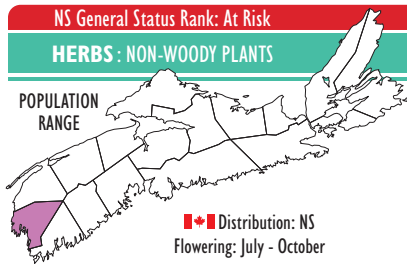 NS General Status Rank: At Risk
HERBS : NON-WOODY PLANTS
POPULATION
RANGE
Distribution: NS
Flowering: July - October